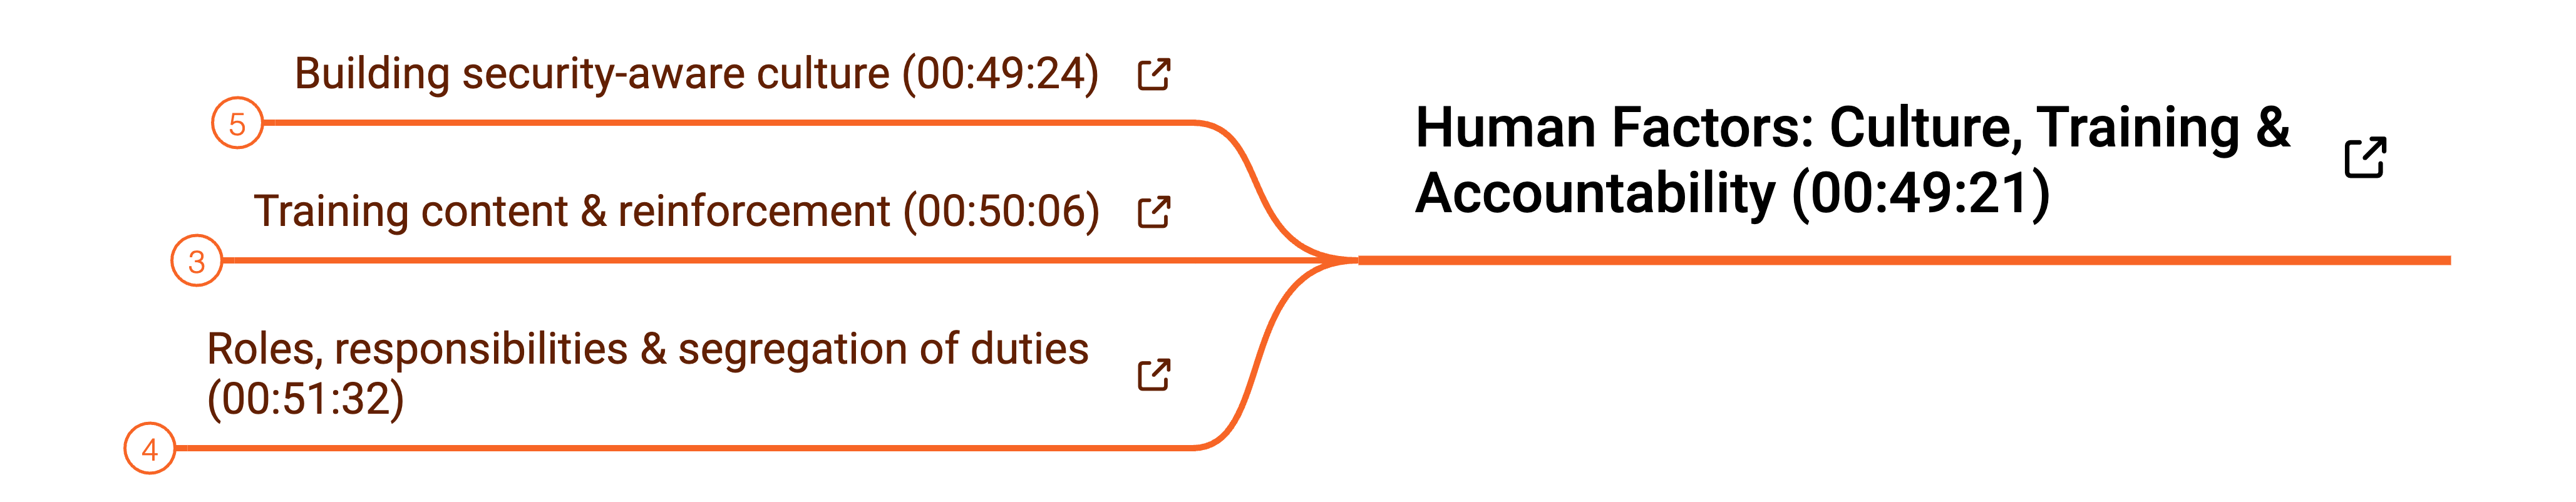 Building security-aware culture (00:49:24)
5
Training content & reinforcement (00:50:06)
3
Roles, responsibilities & segregation of duties
(00:51:32)
4
Human Factors: Culture, Training &
Accountability (00:49:21)